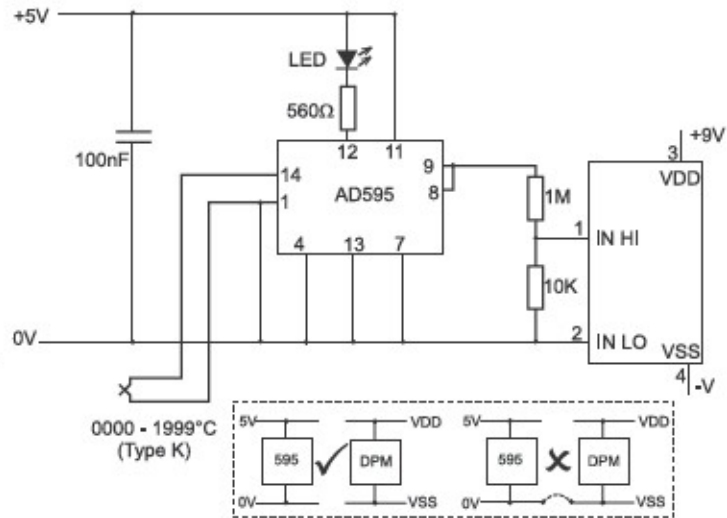 +5V
LED
560Ω
100nF
+9V
3
VDD
12
11
14
1
AD595
9
8
1M
1
IN HI
4
13
7
10K
0V
2
IN LO
VSS
4
-V
0000 - 1999°C
(Type K)
5V
VDD
595
DPM
0V
VSS
5V
VDD
595
DPM
0V
VSS